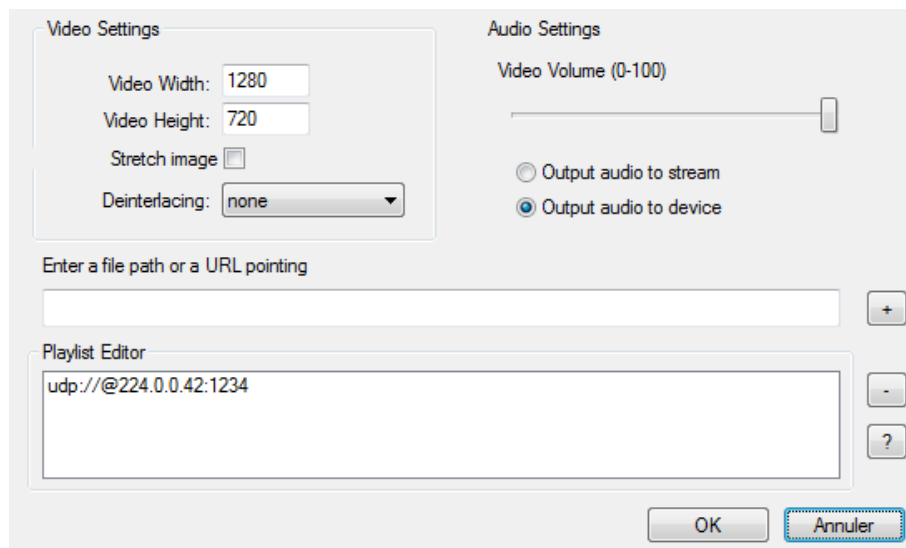 Video Settings
Video Width: 1280
Video Height: 720
Stretch image
Deinterlacing: none
Audio Settings
Video Volume (0-100)
Output audio to stream
Output audio to device
Enter a file path or a URL pointing
+
Playlist Editor
udp://@224.0.0.42:1234
-
?
OK
Annuler